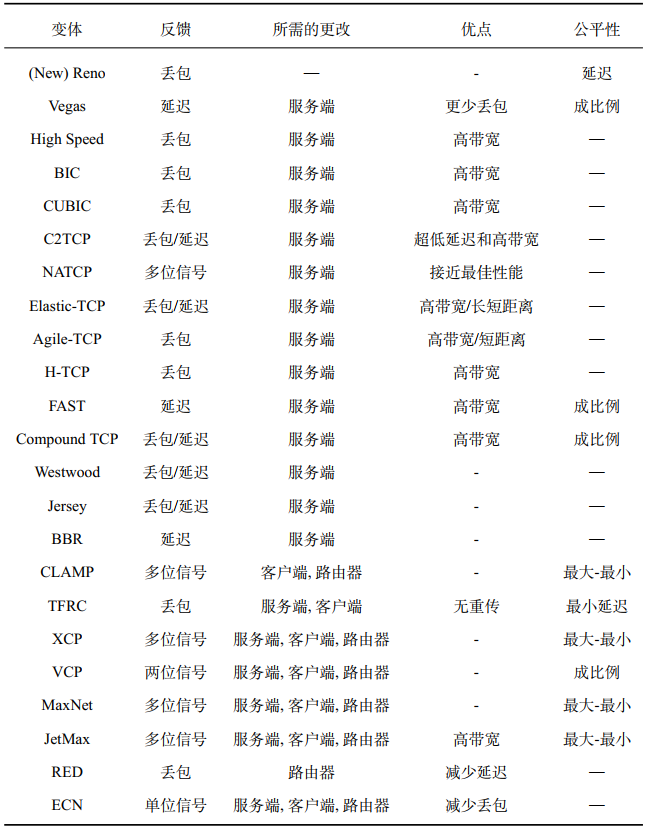 变体 反馈 所需的更改 优点 公平性
(New) Reno 丢包 — - 延迟
Vegas 延迟 服务端 更少丢包 成比例
High Speed 丢包 服务端 高带宽 —
BIC 丢包 服务端 高带宽 —
CUBIC 丢包 服务端 高带宽 —
C2TCP 丢包/延迟 服务端 超低延迟和高带宽 —
NATCP 多位信号 服务端 接近最佳性能 —
Elastic-TCP 丢包/延迟 服务端 高带宽/长短距离 —
Agile-TCP 丢包 服务端 高带宽/短距离 —
H-TCP 丢包 服务端 高带宽 —
FAST 延迟 服务端 高带宽 成比例
Compound TCP 丢包/延迟 服务端 高带宽 成比例
Westwood 丢包/延迟 服务端 - —
Jersey 丢包/延迟 服务端 - —
BBR 延迟 服务端 - —
CLAMP 多位信号 客户端, 路由器 - 最大-最小
TFRC 丢包 服务端, 客户端 无重传 最小延迟
XCP 多位信号 服务端, 客户端, 路由器 - 最大-最小
VCP 两位信号 服务端, 客户端, 路由器 - 成比例
MaxNet 多位信号 服务端, 客户端, 路由器 - 最大-最小
JetMax 多位信号 服务端, 客户端, 路由器 高带宽 最大-最小
RED 丢包 路由器 减少延迟 —
ECN 单位信号 服务端, 客户端, 路由器 减少丢包 —